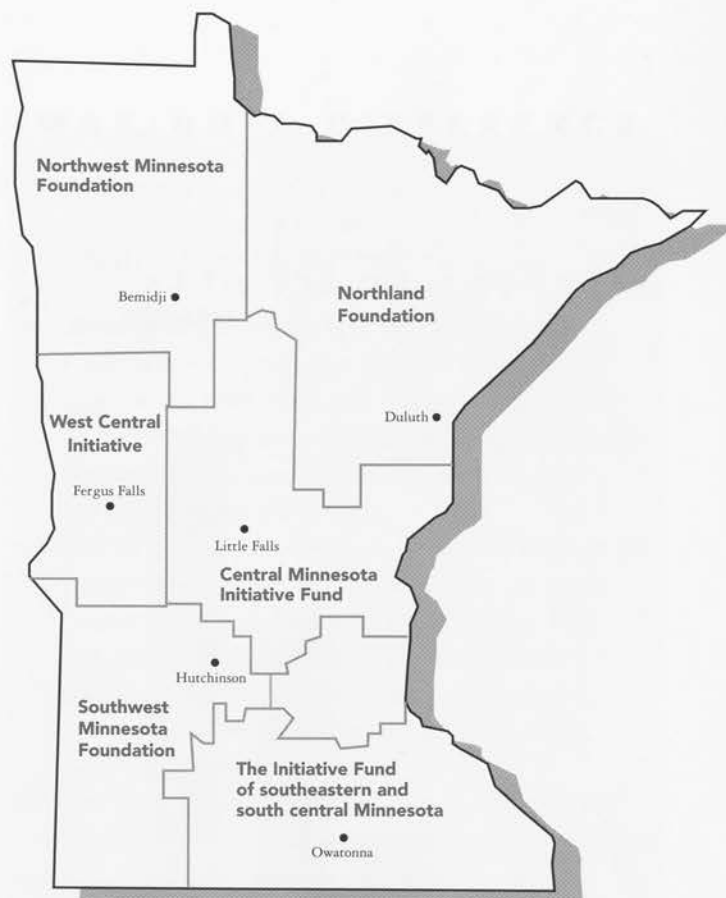 Northwest Minnesota
Foundation
Bemidji
Northland
Foundation
Duluth
West Central
Initiative
Fergus Falls
Little Falls
Central Minnesota
Initiative Fund
Hutchinson
Southwest
Minnesota
Foundation
The Initiative Fund
of southeastern and
south central Minnesota
Owatonna